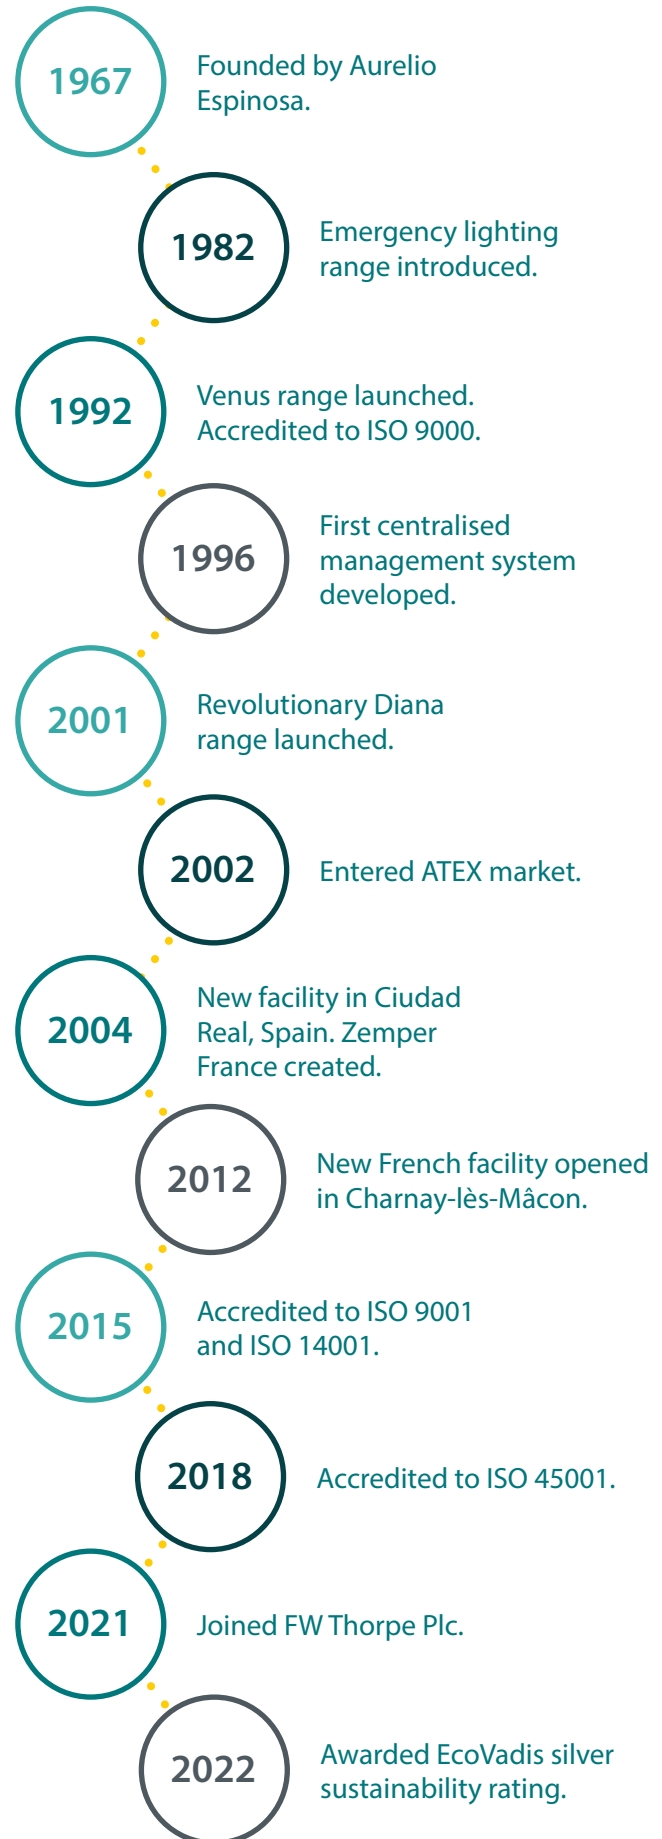 1967
Founded by Aurelio
Espinosa.
1982
Emergency lighting
range introduced.
1992
Venus range launched.
Accredited to ISO 9000.
1996
First centralised
management system
developed.
2001
Revolutionary Diana
range launched.
2002
Entered ATEX market.
2004
New facility in Ciudad
Real, Spain. Zemper
France created.
2012
New French facility opened
in Charnay-lès-Mâcon.
2015
Accredited to ISO 9001
and ISO 14001.
2018
Accredited to ISO 45001.
2021
Joined FW Thorpe Plc.
2022
Awarded EcoVadis silver
sustainability rating.